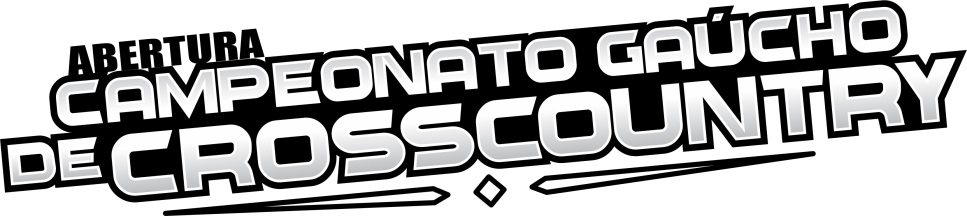 ABERTURA
CAMPEONATO GAÚCHO
DE CROSSCOUNTRY